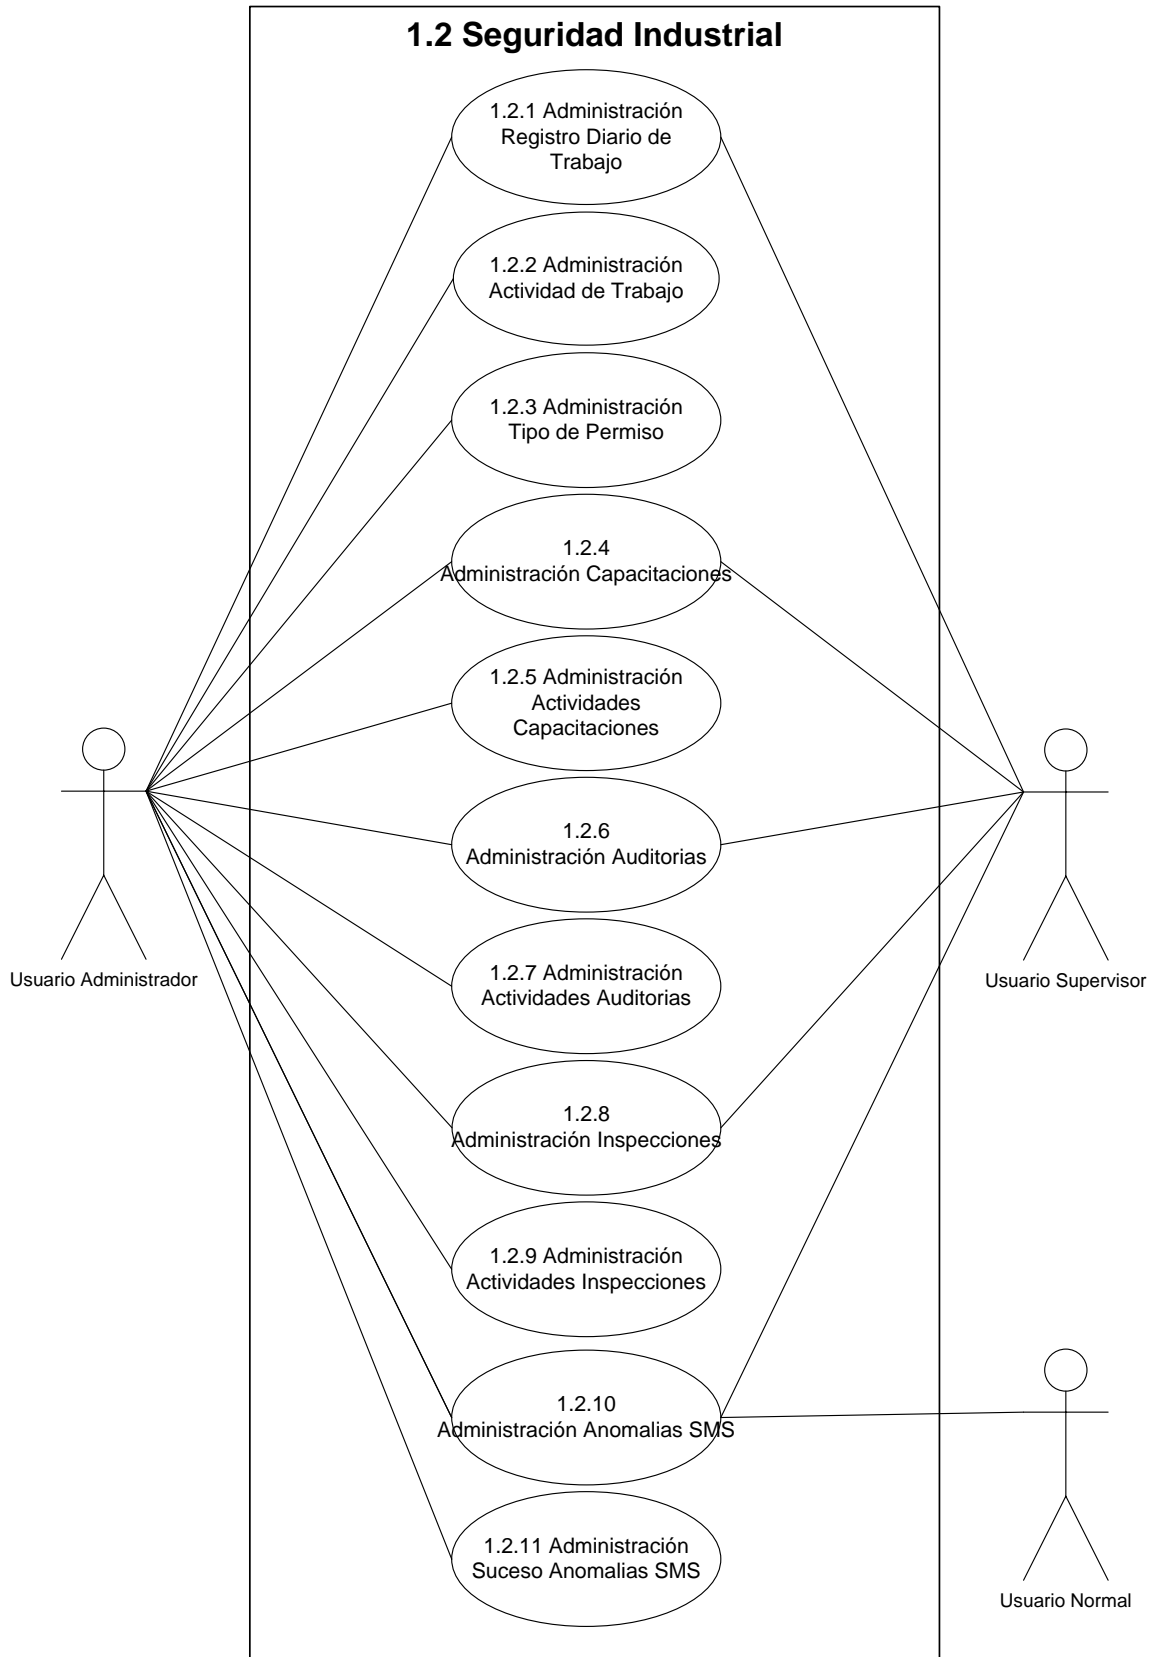 1.2 Seguridad Industrial
1.2.1 Administración
Registro Diario de
Trabajo
1.2.2 Administración
Actividad de Trabajo
1.2.3 Administración
Tipo de Permiso
1.2.4
Administración Capacitaciones
1.2.5 Administración
Actividades
Capacitaciones
1.2.6
Administración Auditorias
1.2.7 Administración
Actividades Auditorias
Usuario Administrador
Usuario Supervisor
1.2.8
Administración Inspecciones
1.2.9 Administración
Actividades Inspecciones
1.2.10
Administración Anomalias SMS
1.2.11 Administración
Suceso Anomalias SMS
Usuario Normal